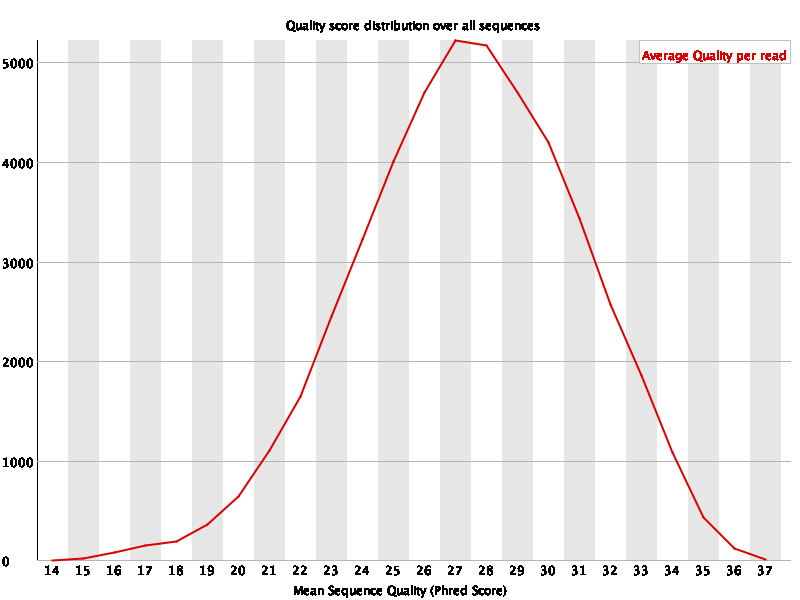 Quality score distribution over all sequences
Average Quality per read
5000
4000
3000
2000
1000
0
14 15 16 17 18 19 20 21 22 23 24 25 26 27 28 29 30 31 32 33 34 35 36 37
Mean Sequence Quality (Phred Score)